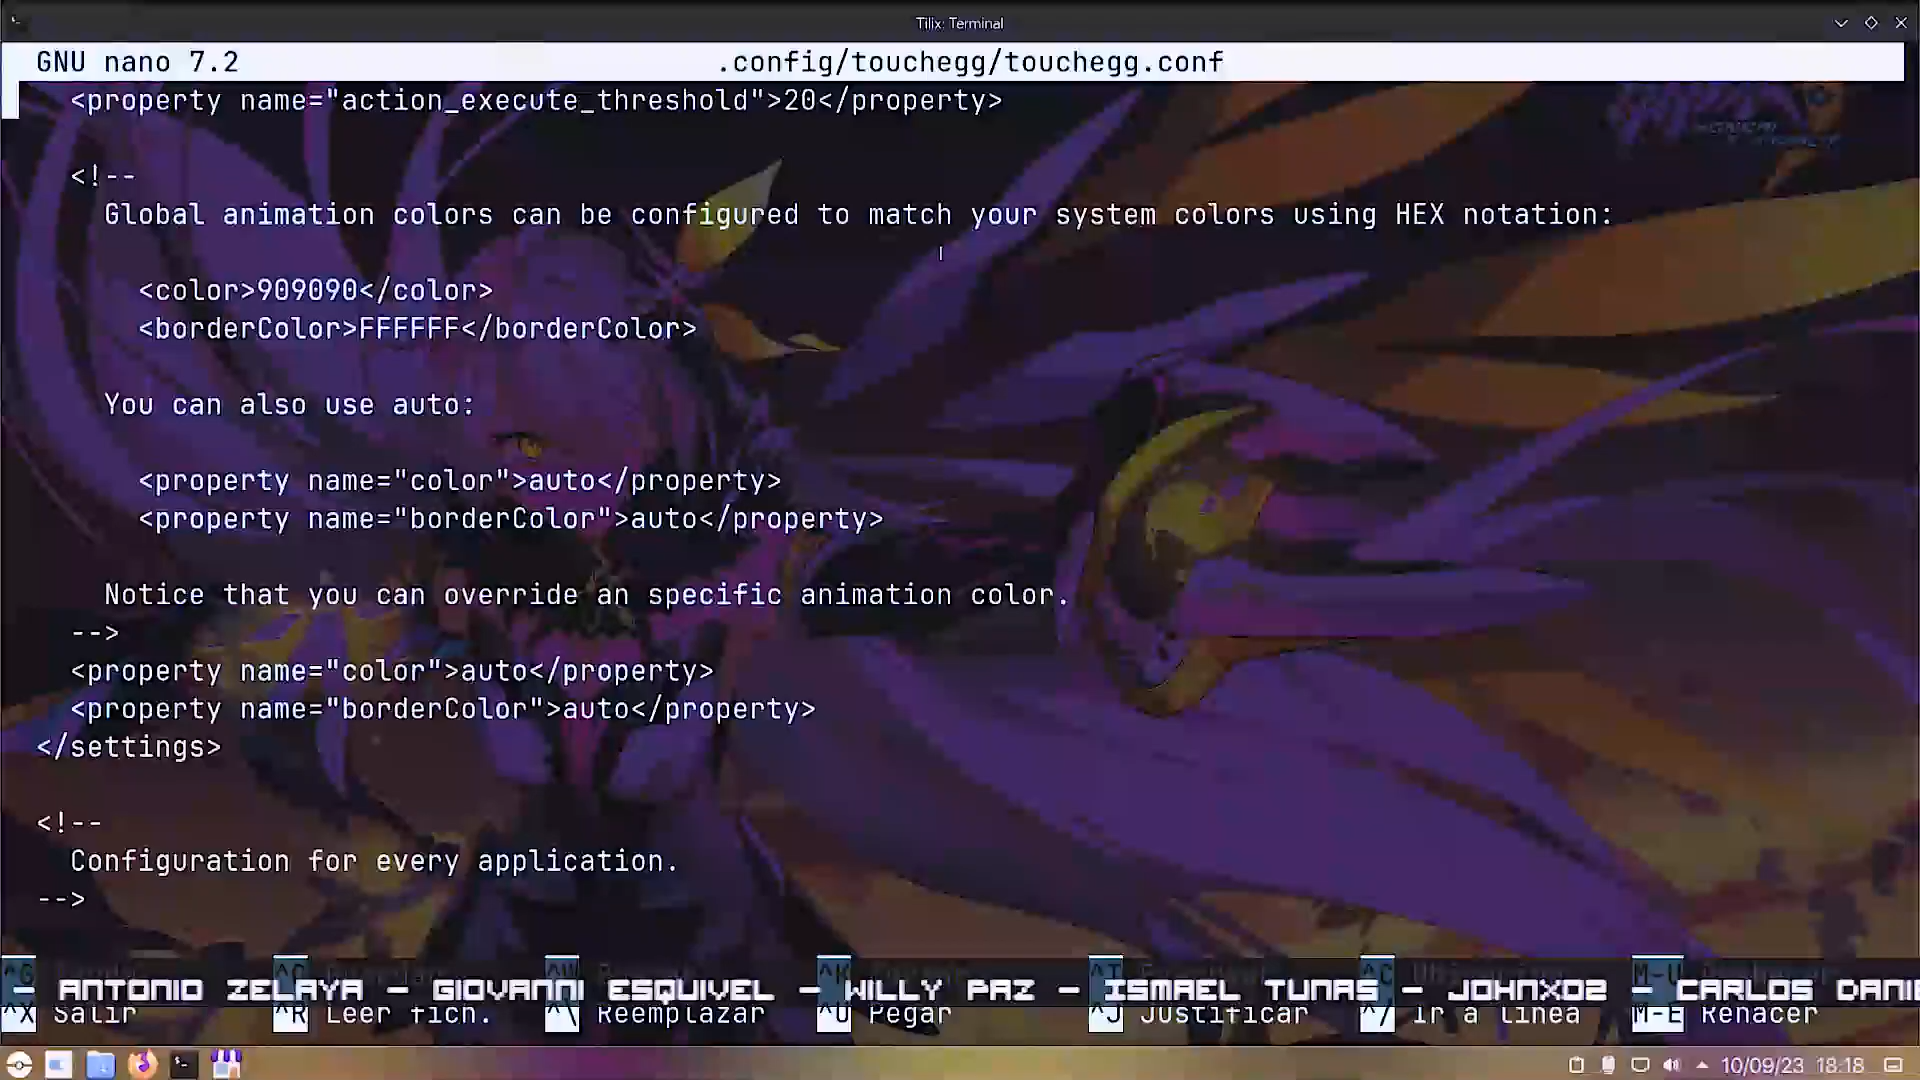 Tilix: Terminal
GNU nano 7.2 .config/touchegg/touchegg.conf
<property name="action_execute_threshold">20</property>
<!--
Global animation colors can be configured to match your system colors using HEX notation:
<color>909090</color>
<borderColor>FFFFFF</borderColor>
You can also use auto:
<property name="color">auto</property>
<property name="borderColor">auto</property>
Notice that you can override an specific animation color.
-->
<property name="color">auto</property>
<property name="borderColor">auto</property>
</settings>
<!--
Configuration for every application.
-->
- ANTONIO ZELAYA - GIOVANNI ESQUIVEL - WILLY PAZ - ISMAEL TUNAS - JOHNX02 - CARLOS DANIE
^X Salir ^R Leer fich. ^\ Reemplazar ^U Pegar ^J Justificar ^/ Ir a línea M-E Rehacer
10/09/23 18:18